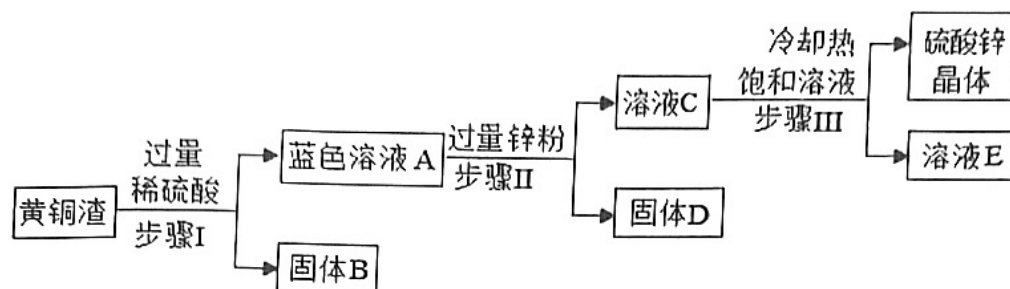 黄铜渣
过量
稀硫酸
步骤I
蓝色溶液A
固体B
过量锌粉
步骤II
溶液C
固体D
冷却热
饱和溶液
步骤III
硫酸锌
晶体
溶液E